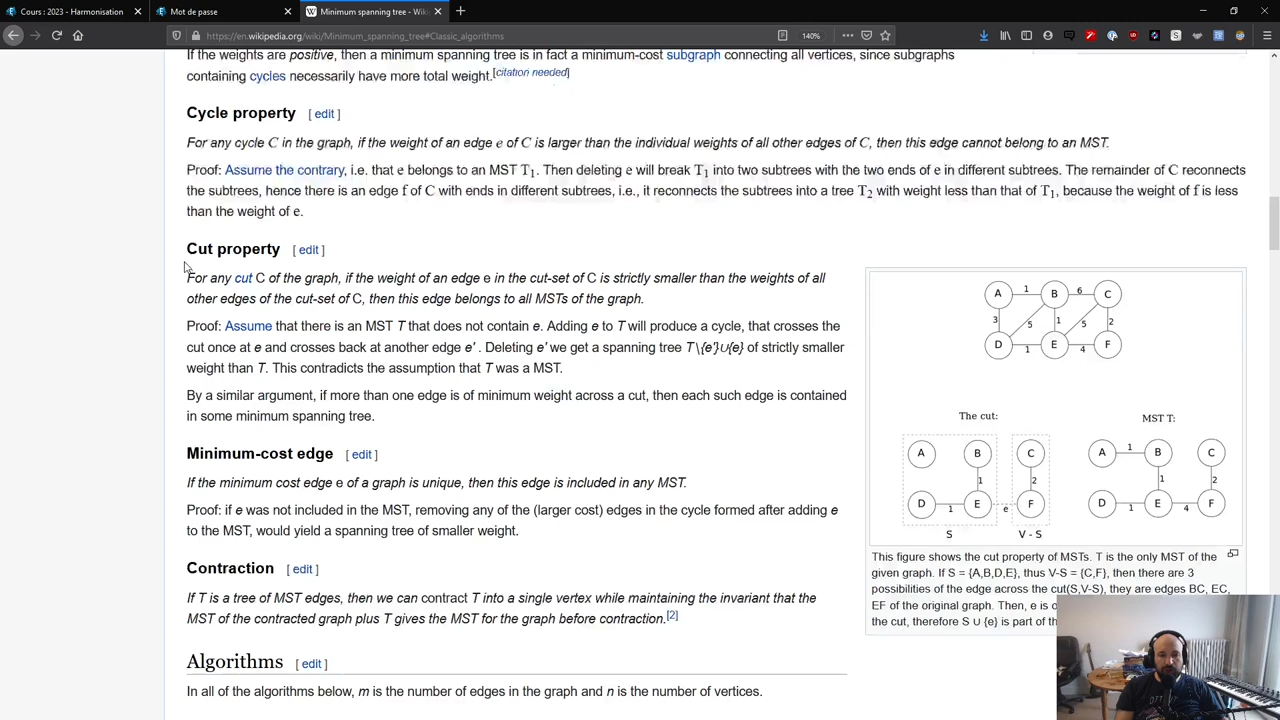 Cours : 2023 - Harmonisation
Mot de passe
Minimum spanning tree - Wiki
https://en.wikipedia.org/wiki/Minimum_spanning_tree#Classic_algorithms
140%
If the weights are positive, then a minimum spanning tree is in fact a minimum-cost subgraph connecting all vertices, since subgraphs
containing cycles necessarily have more total weight.[citation needed]
Cycle property [ edit ]
For any cycle C in the graph, if the weight of an edge e of C is larger than the individual weights of all other edges of C, then this edge cannot belong to an MST.
Proof: Assume the contrary, i.e. that e belongs to an MST T1. Then deleting e will break T1 into two subtrees with the two ends of e in different subtrees. The remainder of C reconnects
the subtrees, hence there is an edge f of C with ends in different subtrees, i.e., it reconnects the subtrees into a tree T2 with weight less than that of T1, because the weight of f is less
than the weight of e.
Cut property [ edit ]
For any cut C of the graph, if the weight of an edge e in the cut-set of C is strictly smaller than the weights of all
other edges of the cut-set of C, then this edge belongs to all MSTs of the graph.
Proof: Assume that there is an MST T that does not contain e. Adding e to T will produce a cycle, that crosses the
cut once at e and crosses back at another edge e' . Deleting e' we get a spanning tree T\{e'}∪{e} of strictly smaller
weight than T. This contradicts the assumption that T was a MST.
By a similar argument, if more than one edge is of minimum weight across a cut, then each such edge is contained
in some minimum spanning tree.
Minimum-cost edge [ edit ]
If the minimum cost edge e of a graph is unique, then this edge is included in any MST.
Proof: if e was not included in the MST, removing any of the (larger cost) edges in the cycle formed after adding e
to the MST, would yield a spanning tree of smaller weight.
Contraction [ edit ]
If T is a tree of MST edges, then we can contract T into a single vertex while maintaining the invariant that the
MST of the contracted graph plus T gives the MST for the graph before contraction.[2]
Algorithms [ edit ]
In all of the algorithms below, m is the number of edges in the graph and n is the number of vertices.
A 1 B 6 C
3 5 1 5 2
D 1 E 4 F
The cut:
MST T:
A B C
1 2
D 1 E e F
S V - S
A 1 B C
1 2
D 1 E 4 F
This figure shows the cut property of MSTs. T is the only MST of the
given graph. If S = {A,B,D,E}, thus V-S = {C,F}, then there are 3
possibilities of the edge across the cut(S,V-S), they are edges BC, EC,
EF of the original graph. Then, e is o
the cut, therefore S ∪ {e} is part of th